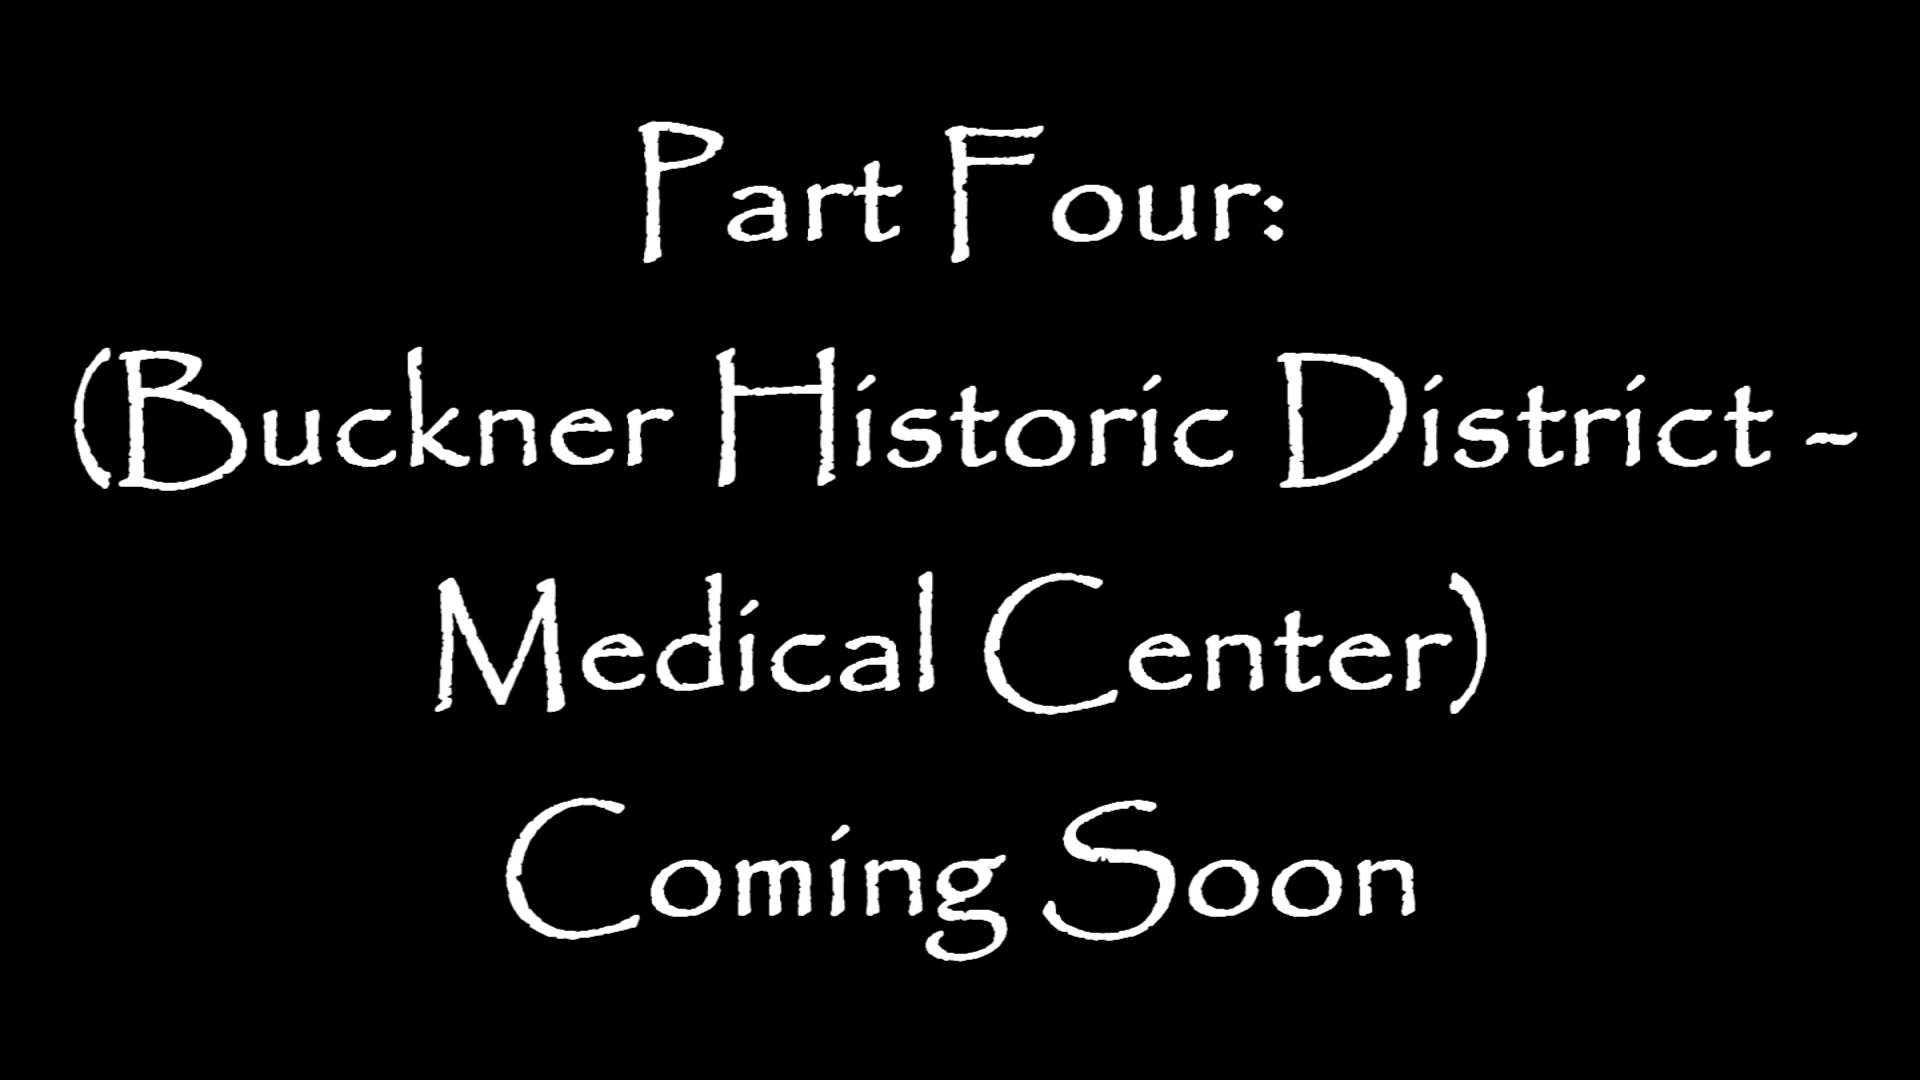 Part Four:
(Buckner Historic District -
Medical Center)
Coming Soon